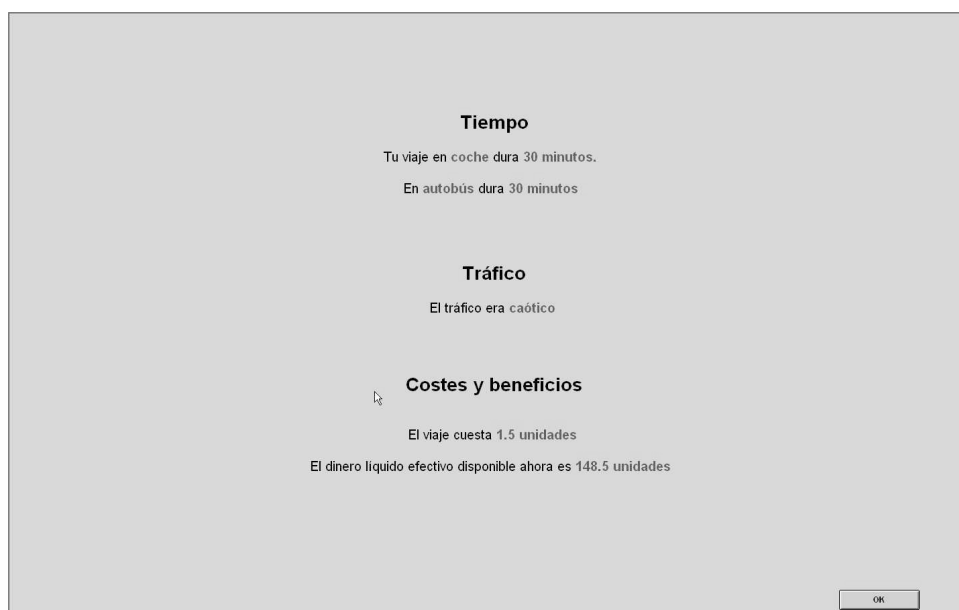 Tiempo
Tu viaje en coche dura 30 minutos.
En autobús dura 30 minutos
Tráfico
El tráfico era caótico
Costes y beneficios
El viaje cuesta 1.5 unidades
El dinero líquido efectivo disponible ahora es 148.5 unidades
OK